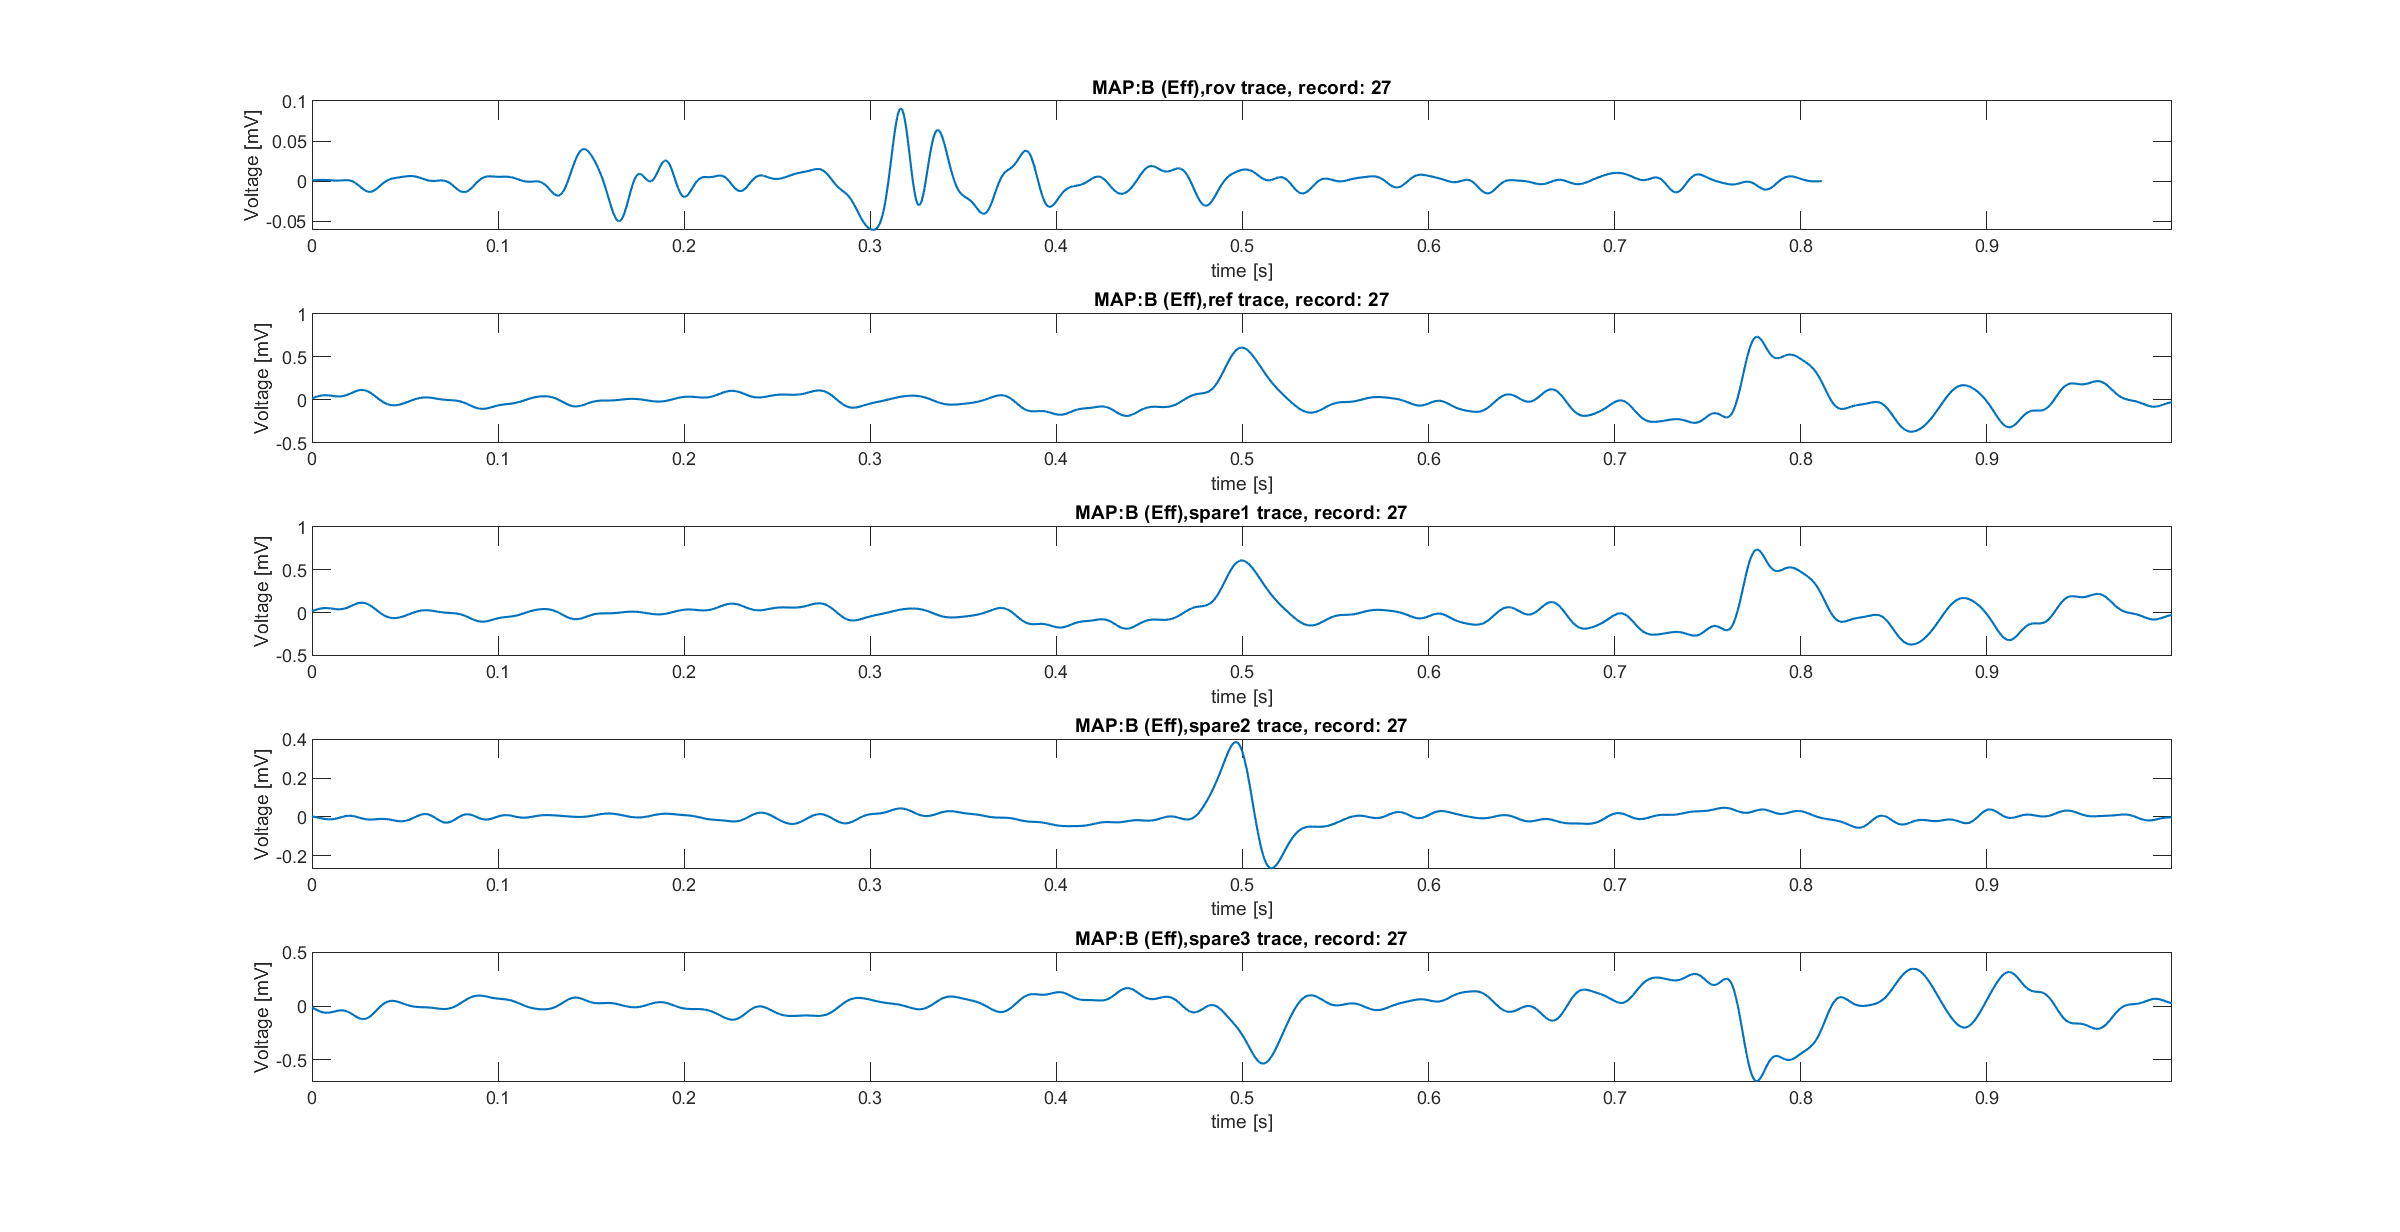 MAP:B (Eff),rov trace, record: 27
0.1
0.05
0
-0.05
Voltage [mV]
0 0.1 0.2 0.3 0.4 0.5 0.6 0.7 0.8 0.9
time [s]
MAP:B (Eff),ref trace, record: 27
1
0.5
0
-0.5
Voltage [mV]
0 0.1 0.2 0.3 0.4 0.5 0.6 0.7 0.8 0.9
time [s]
MAP:B (Eff),spare1 trace, record: 27
1
0.5
0
-0.5
Voltage [mV]
0 0.1 0.2 0.3 0.4 0.5 0.6 0.7 0.8 0.9
time [s]
MAP:B (Eff),spare2 trace, record: 27
0.4
0.2
0
-0.2
Voltage [mV]
0 0.1 0.2 0.3 0.4 0.5 0.6 0.7 0.8 0.9
time [s]
MAP:B (Eff),spare3 trace, record: 27
0.5
0
-0.5
Voltage [mV]
0 0.1 0.2 0.3 0.4 0.5 0.6 0.7 0.8 0.9
time [s]